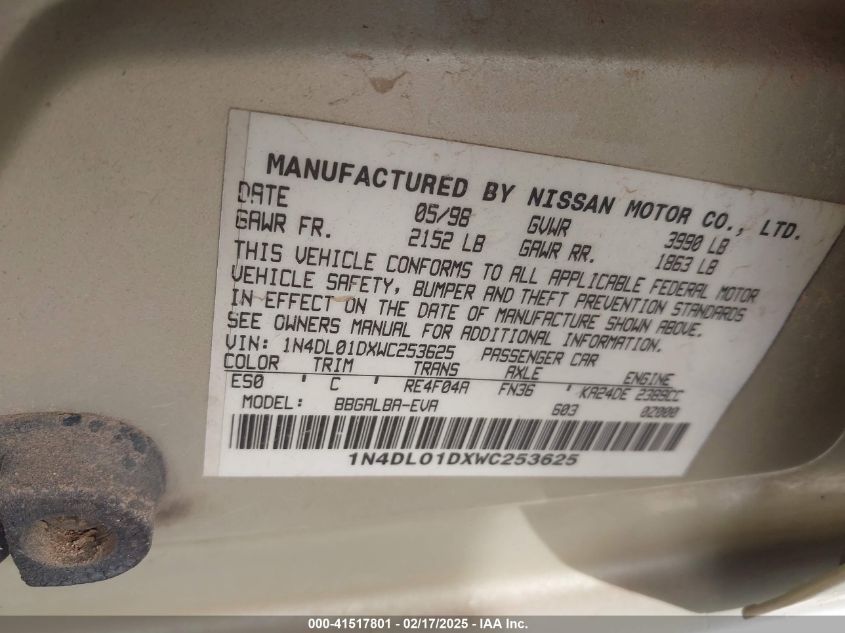 MANUFACTURED BY NISSAN MOTOR CO., LTD.
DATE 05/98 GVWR 3990 LB
GAWR FR. 2152 LB GAWR RR. 1863 LB
THIS VEHICLE CONFORMS TO ALL APPLICABLE FEDERAL MOTOR
VEHICLE SAFETY, BUMPER AND THEFT PREVENTION STANDARDS
IN EFFECT ON THE DATE OF MANUFACTURE SHOWN ABOVE.
SEE OWNERS MANUAL FOR ADDITIONAL INFORMATION.
VIN: 1N4DL01DXWC253625 PASSENGER CAR
COLOR TRIM TRANS AXLE ENGINE
ES0 ' C ' RE4F04A FN36 ' KA24DE 2389CC
MODEL: BBGALBA-EVA G03 0Z000
1N4DL01DXWC253625
000-41517801 - 02/17/2025 - IAA Inc.